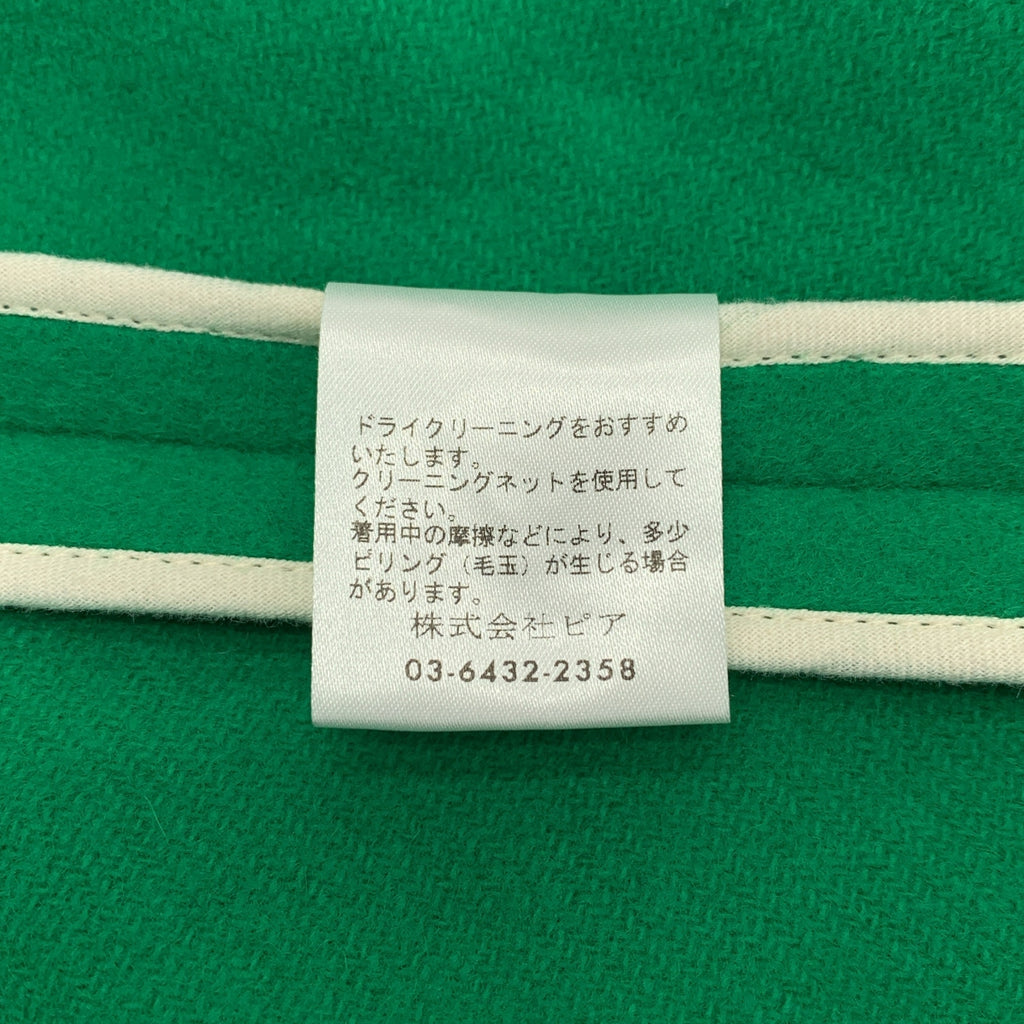 ドライクリーニングをおすすめ
いたします。
クリーニングネットを使用して
ください。
着用中の摩擦などにより、多少
ピリング（毛玉）が生じる場合
があります。
株式会社ピア
03-6432-2358